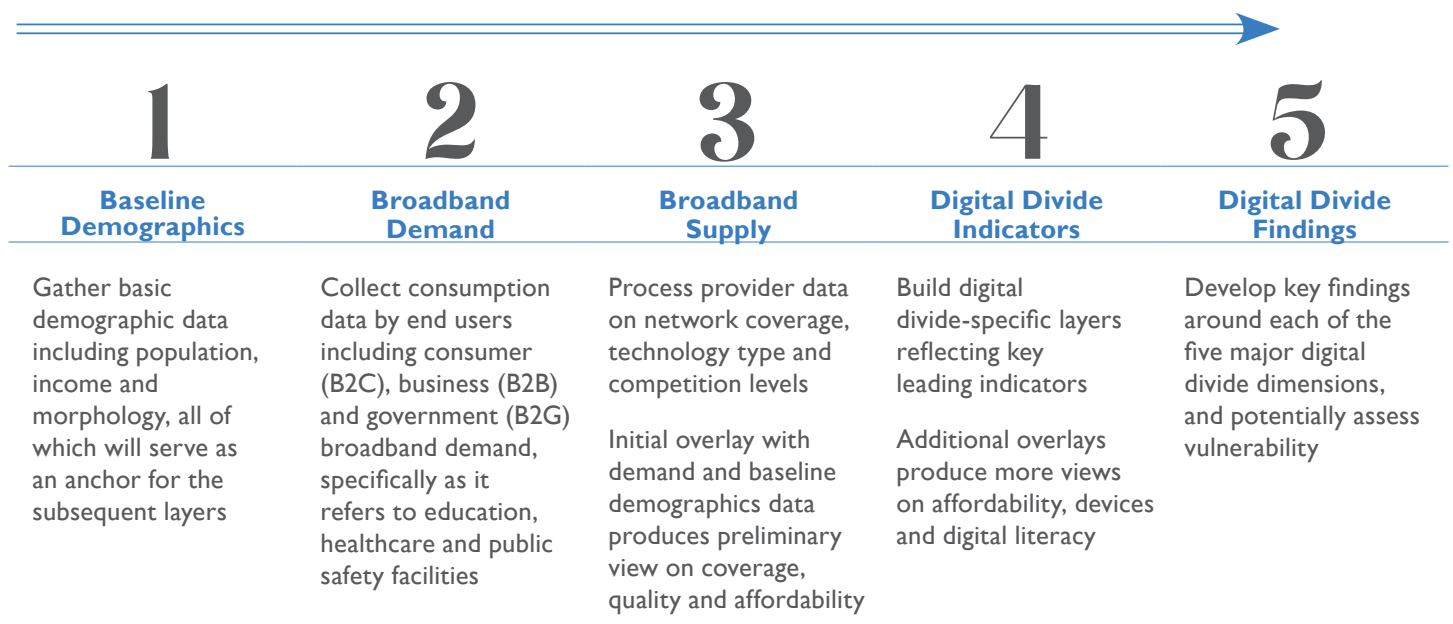 1
Baseline
Demographics
Gather basic
demographic data
including population,
income and
morphology, all of
which will serve as
an anchor for the
subsequent layers
2
Broadband
Demand
Collect consumption
data by end users
including consumer
(B2C), business (B2B)
and government (B2G)
broadband demand,
specifically as it
refers to education,
healthcare and public
safety facilities
3
Broadband
Supply
Process provider data
on network coverage,
technology type and
competition levels
Initial overlay with
demand and baseline
demographics data
produces preliminary
view on coverage,
quality and affordability
4
Digital Divide
Indicators
Build digital
divide-specific layers
reflecting key
leading indicators
Additional overlays
produce more views
on affordability, devices
and digital literacy
5
Digital Divide
Findings
Develop key findings
around each of the
five major digital
divide dimensions,
and potentially assess
vulnerability